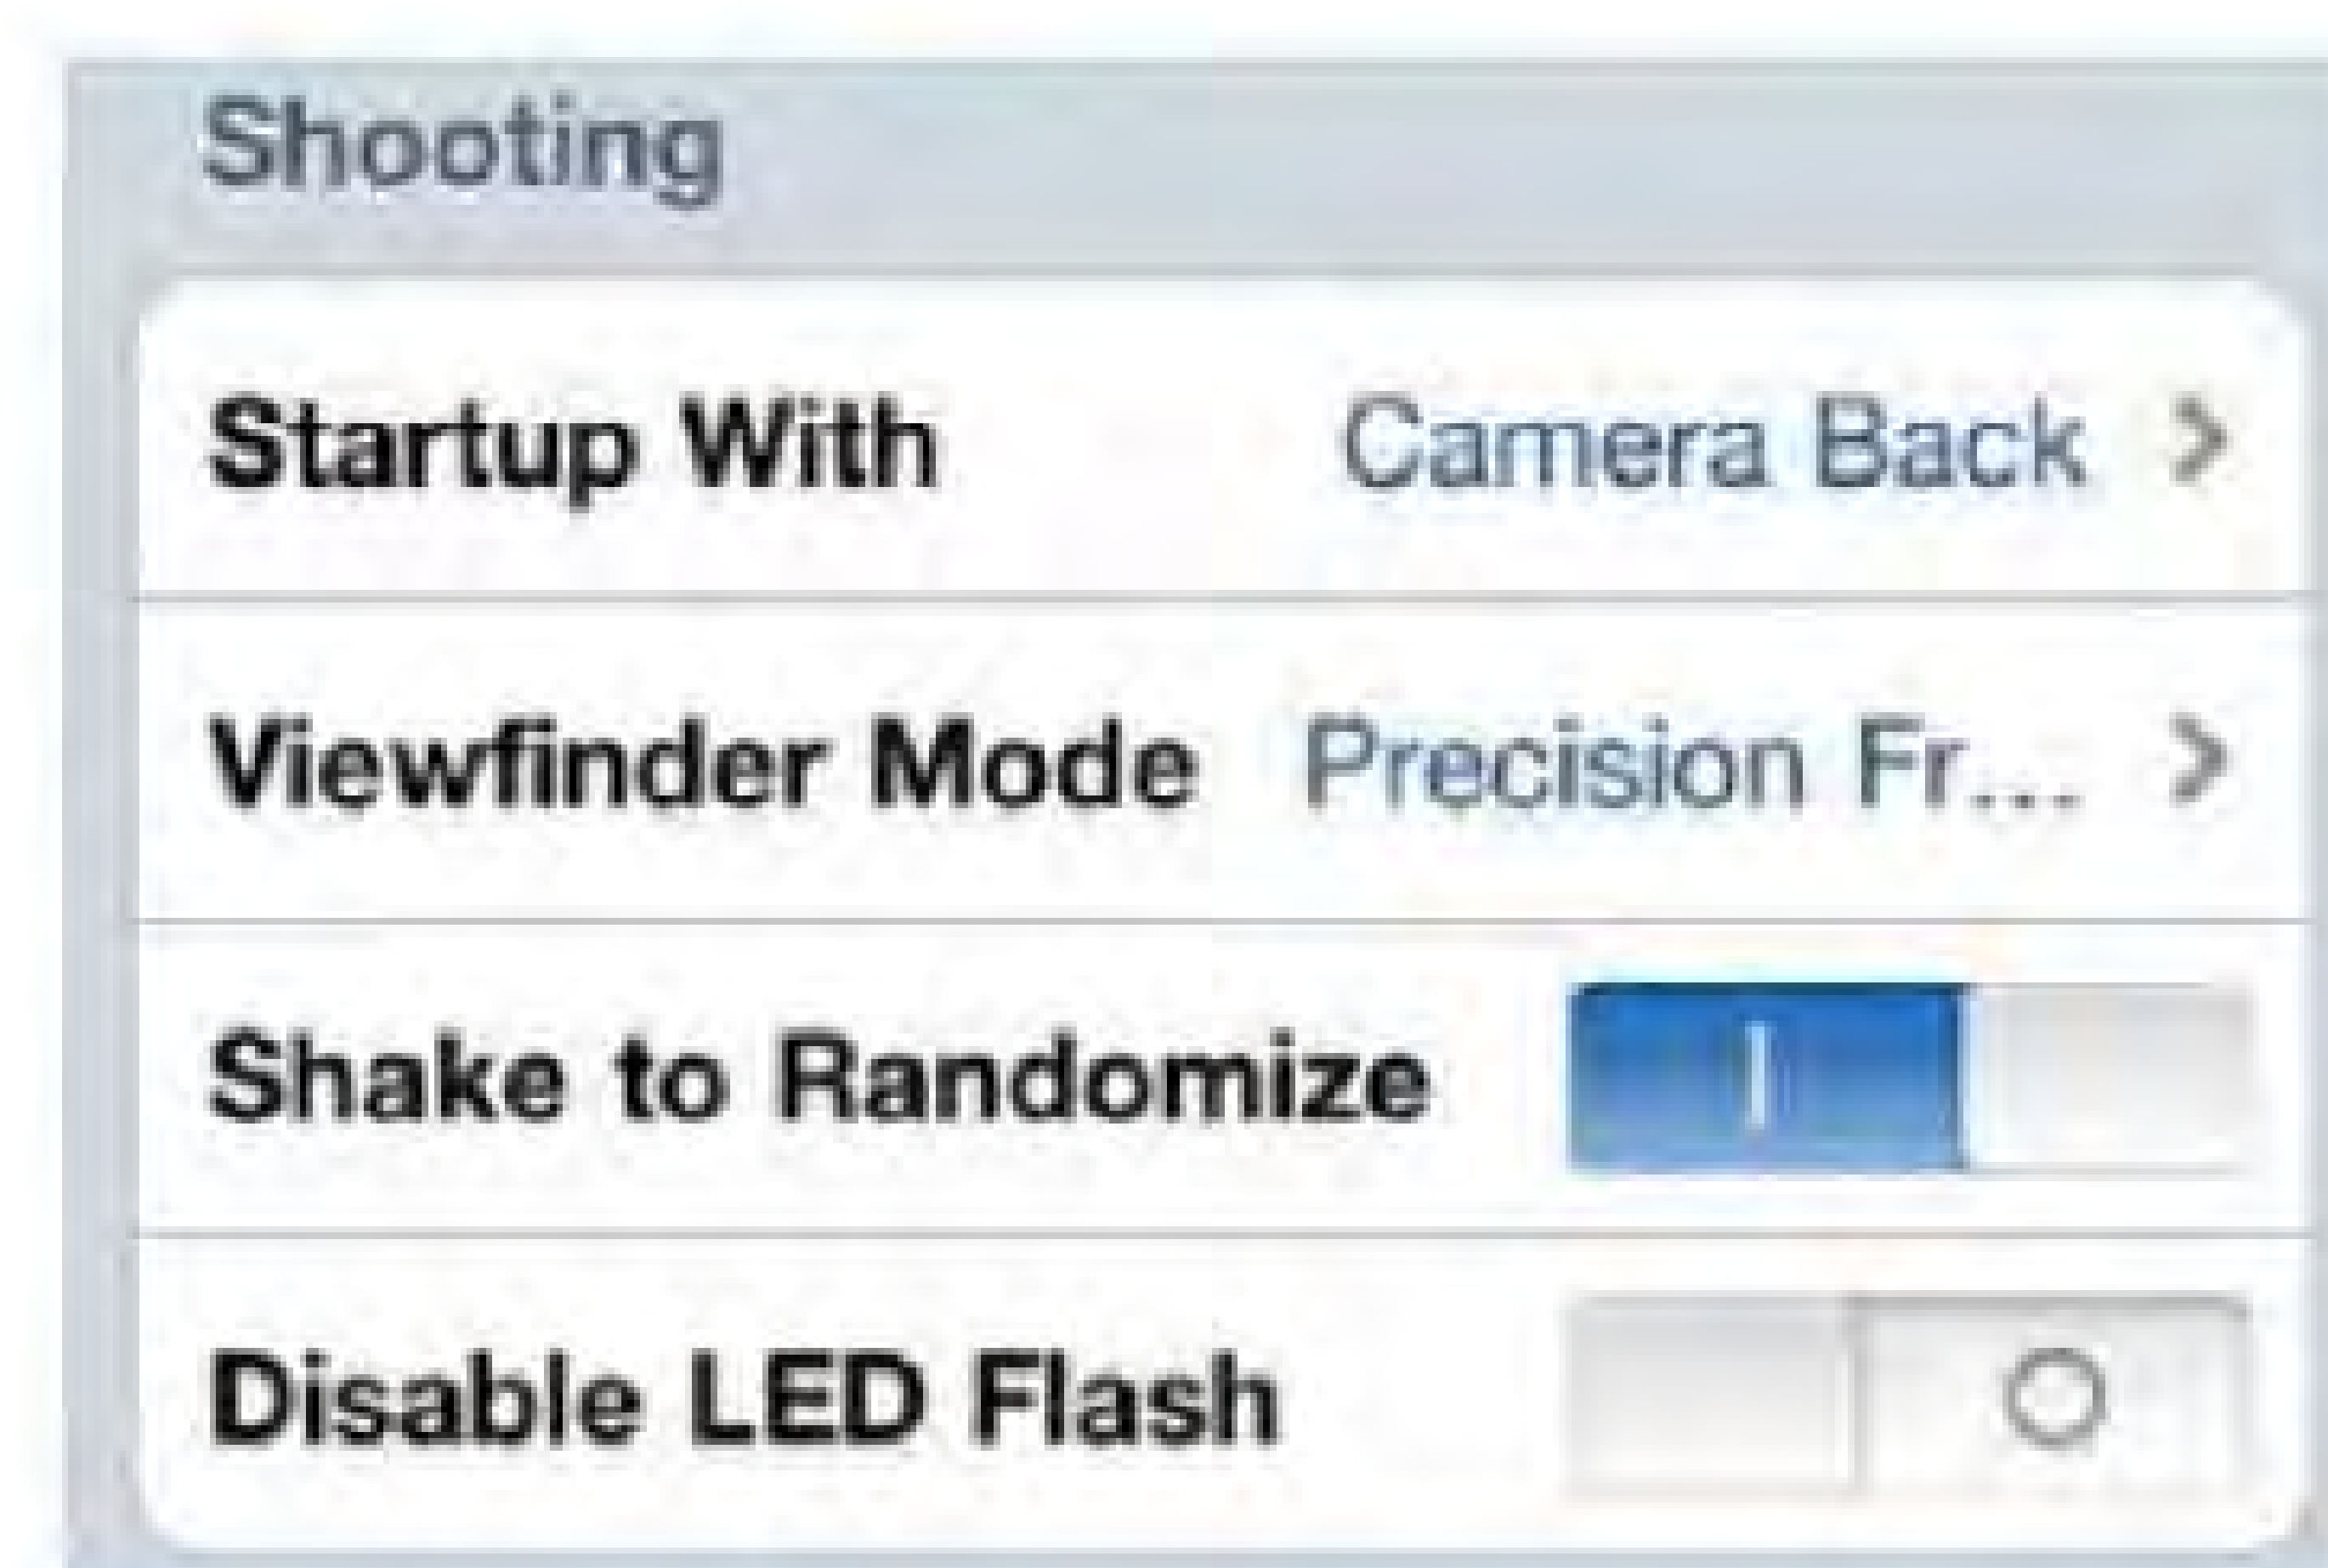 Shooting
Startup With Camera Back
Viewfinder Mode Precision Fr...
Shake to Randomize
Disable LED Flash